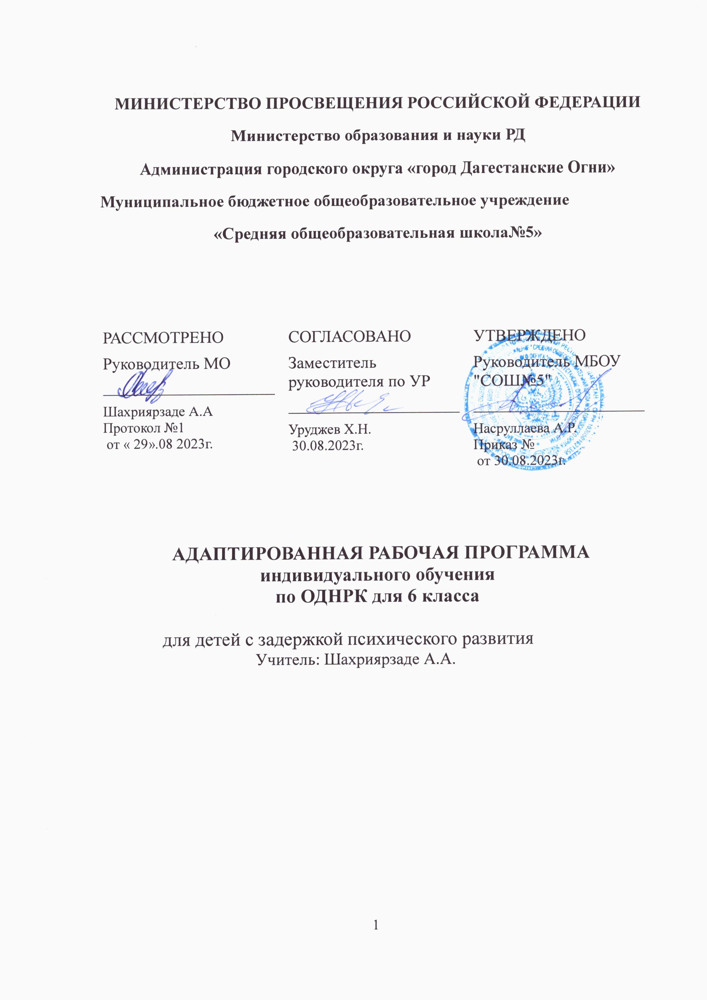 МИНИСТЕРСТВО ПРОСВЕЩЕНИЯ РОССИЙСКОЙ ФЕДЕРАЦИИ
Министерство образования и науки РД
Администрация городского округа «город Дагестанские Огни»
Муниципальное бюджетное общеобразовательное учреждение
«Средняя общеобразовательная школа№5»
РАССМОТРЕНО
Руководитель МО
Шахриярзаде А.А
Протокол №1
от « 29».08 2023г.
СОГЛАСОВАНО
Заместитель
руководителя по УР
Уруджев Х.Н.
30.08.2023г.
УТВЕРЖДЕНО
Руководитель МБОУ
"СОШ№5"
Насруллаева А.Р.
Приказ №
от 30.08.2023г.
АДАПТИРОВАННАЯ РАБОЧАЯ ПРОГРАММА
индивидуального обучения
по ОДНРК для 6 класса
для детей с задержкой психического развития
Учитель: Шахриярзаде А.А.
1